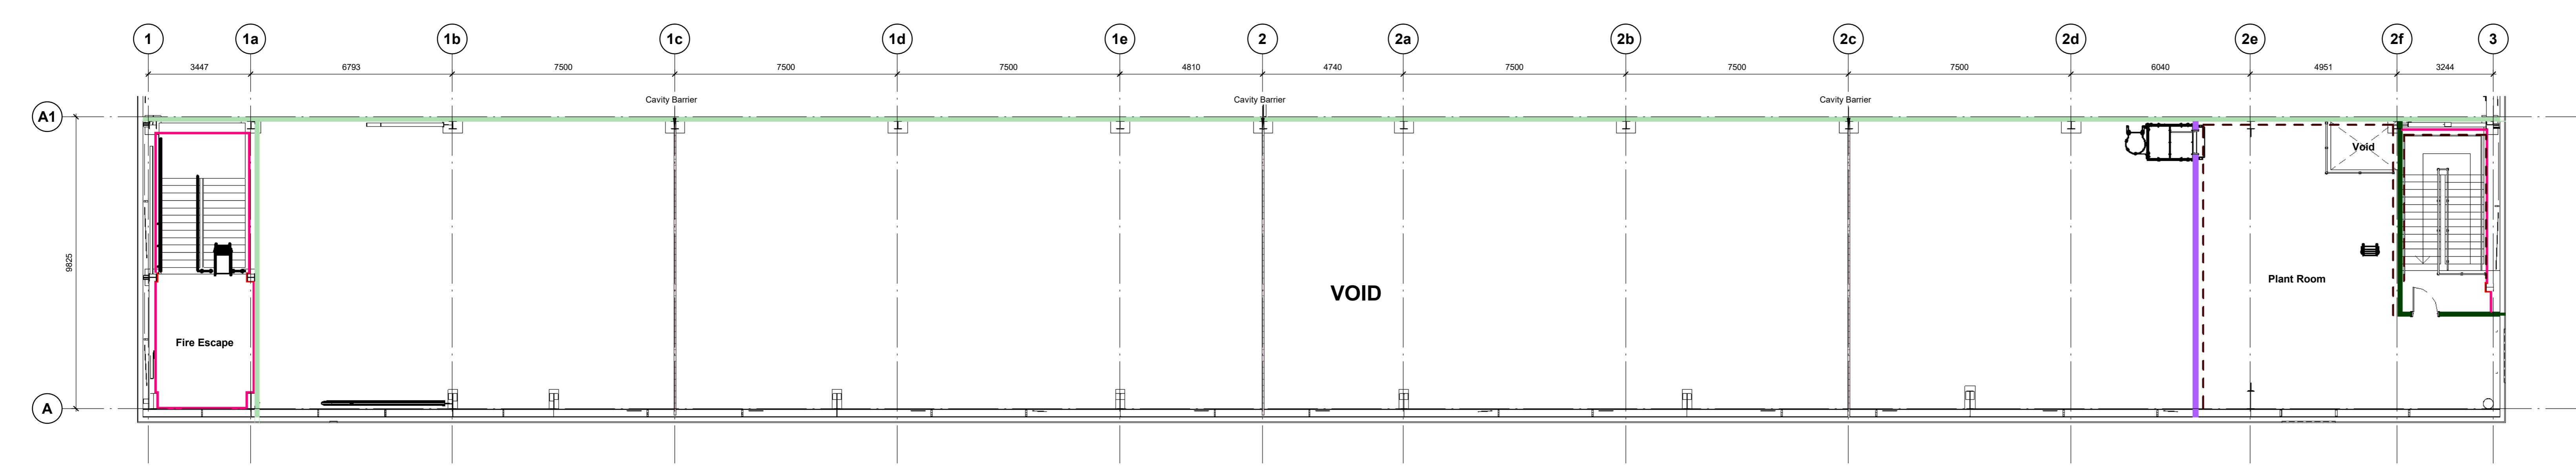 1 1a 1b 1c 1d 1e 2 2a 2b 2c 2d 2e 2f 3
3447 6793 7500 7500 7500 4810 4740 7500 7500 7500 6040 4951 3244
Cavity Barrier Cavity Barrier Cavity Barrier
A1
Void
9825
Plant Room
VOID
Fire Escape
A